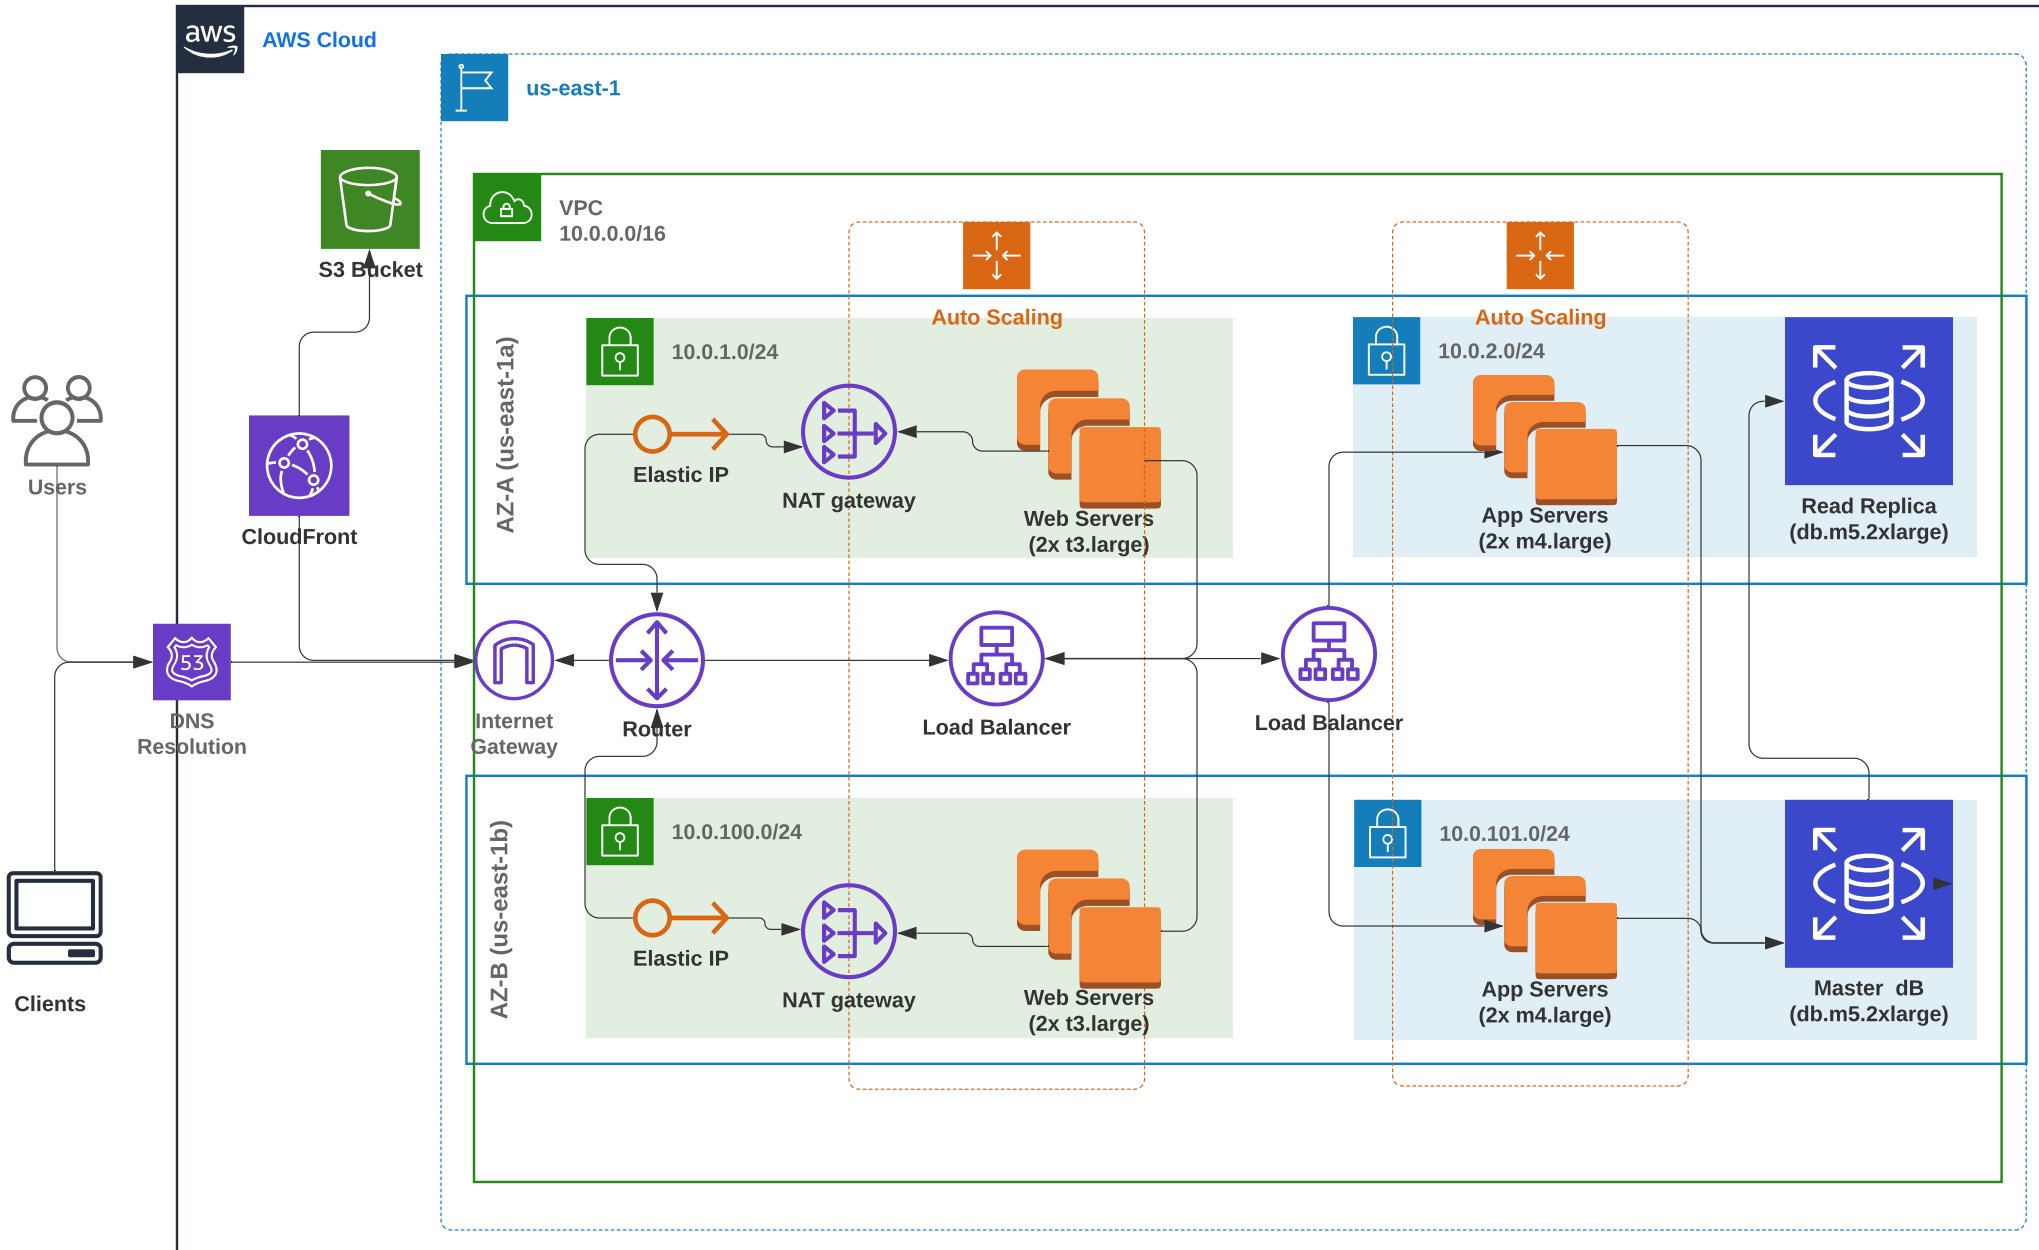 aws
AWS Cloud
us-east-1
VPC
10.0.0.0/16
S3 Bucket
Auto Scaling
Auto Scaling
AZ-A (us-east-1a)
10.0.1.0/24
10.0.2.0/24
Elastic IP
NAT gateway
Web Servers
(2x t3.large)
App Servers
(2x m4.large)
Read Replica
(db.m5.2xlarge)
Users
CloudFront
53
DNS
Resolution
Internet
Gateway
Router
Load Balancer
Load Balancer
AZ-B (us-east-1b)
10.0.100.0/24
10.0.101.0/24
Elastic IP
NAT gateway
Web Servers
(2x t3.large)
App Servers
(2x m4.large)
Master  dB
(db.m5.2xlarge)
Clients